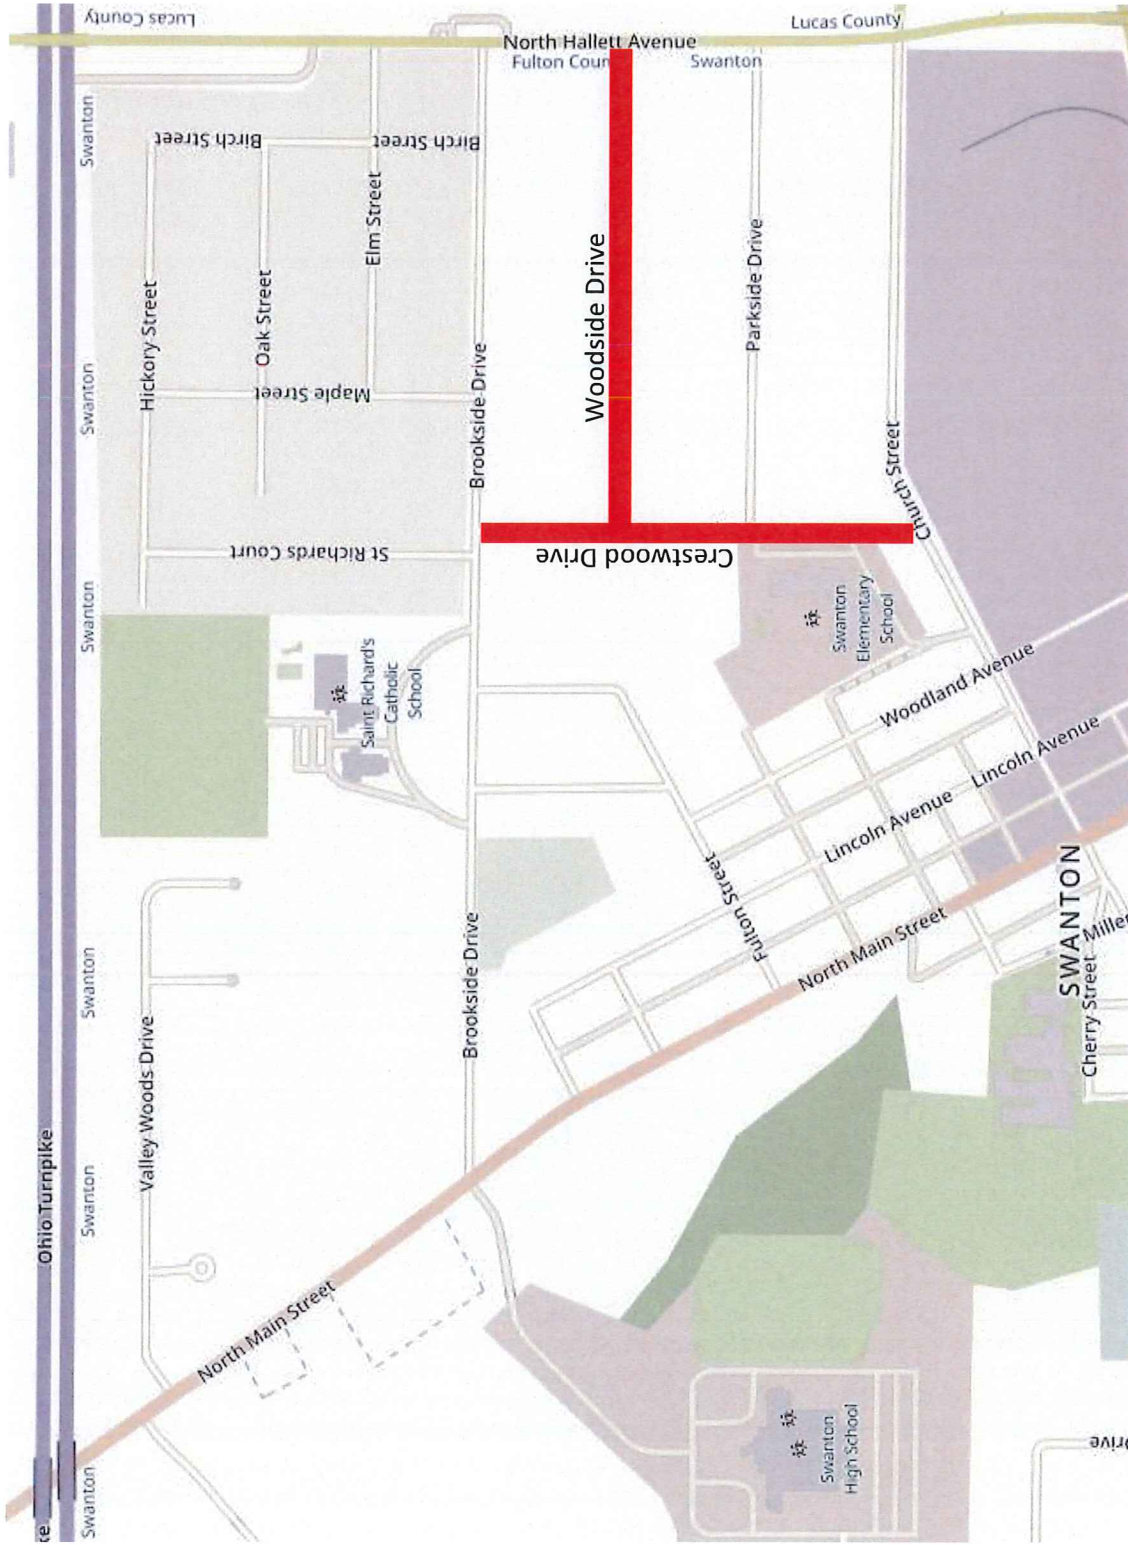 Lucas County
Lucas County
North Hallett Avenue
Fulton Coun
Swanton
Swanton
Birch Street
Birch Street
Elm Street
Hickory Street
Oak Street
Brookside Drive
Woodside Drive
Parkside Drive
Maple Street
Swanton
Church Street
St Richards Court
Crestwood Drive
Swanton
Swanton
Elementary
School
Saint Richard's
Catholic
School
Woodland Avenue
Lincoln Avenue
Lincoln Avenue
Fulton Street
North Main Street
SWANTON
Miller
Cherry Street
Swanton
Brookside Drive
Valley Woods Drive
Ohio Turnpike
Swanton
North Main Street
Swanton
High School
Drive
Swanton
ke